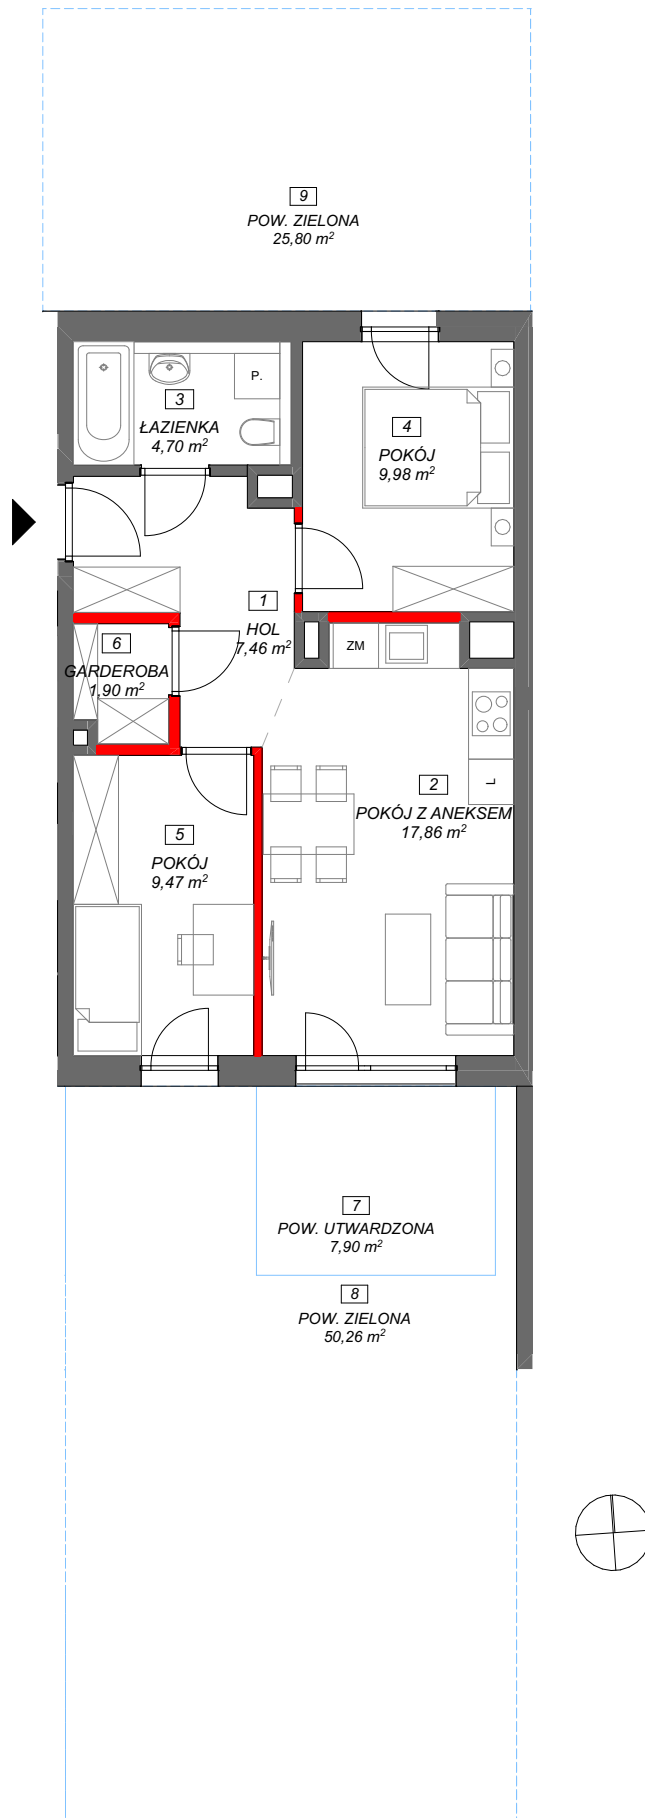 9
POW. ZIELONA
25,80 m²
P.
3
ŁAZIENKA
4,70 m²
4
POKÓJ
9,98 m²
1
HOL
7,46 m²
6
GARDEROBA
1,90 m²
ZM
2
POKÓJ Z ANEKSEM
17,86 m²
L
5
POKÓJ
9,47 m²
7
POW. UTWARDZONA
7,90 m²
8
POW. ZIELONA
50,26 m²